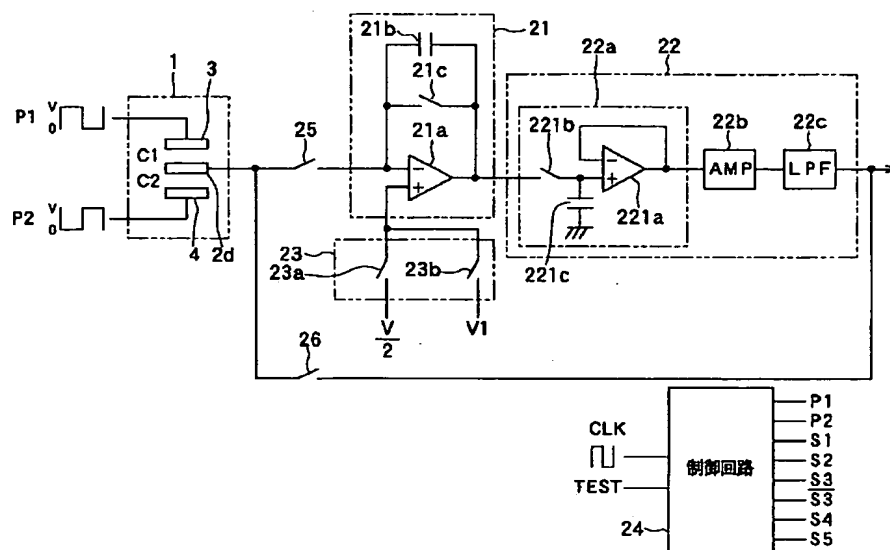 21b
21
1
3
21c
22a
22
P1
V
0
25
21a
221b
22b
22c
C1
C2
AMP
LPF
P2
V
0
4
2d
221a
23
23a
23b
221c
V
2
V1
26
CLK
TEST
制御回路
24
P1
P2
S1
S2
S3
S3
S4
S5